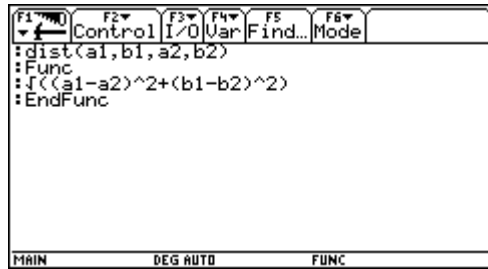 F1 F2 F3 F4 F5 F6
Control I/O Var Find... Mode
:dist(a1,b1,a2,b2)
:Func
:√((a1-a2)^2+(b1-b2)^2)
:EndFunc
MAIN DEG AUTO FUNC